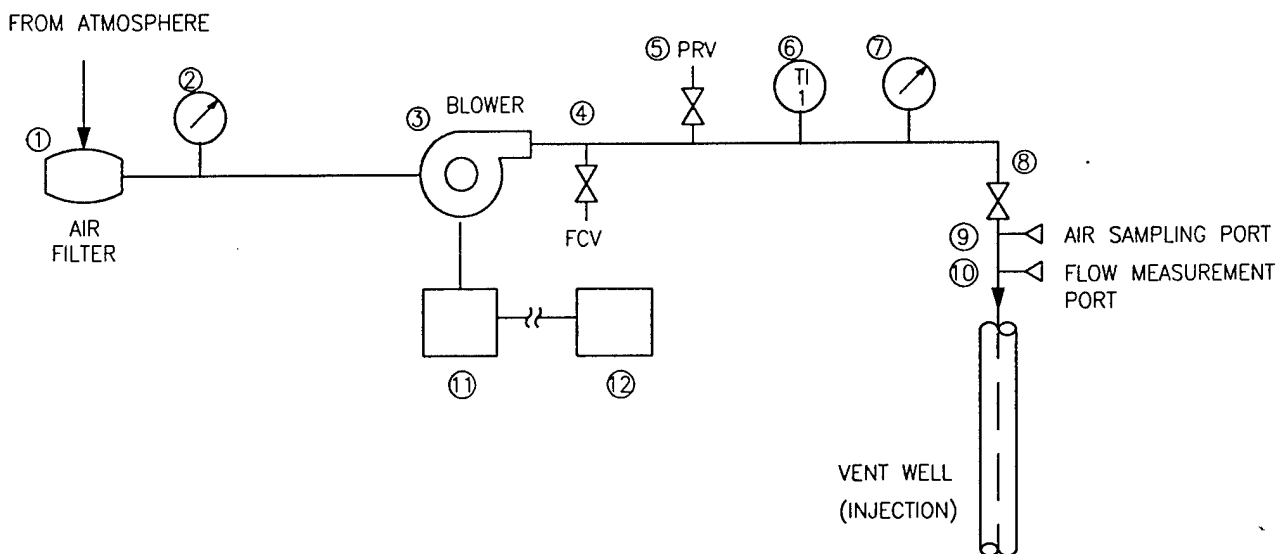 FROM ATMOSPHERE
① 
AIR
FILTER
②
③
BLOWER
④
FCV
⑤ PRV
⑥
TI
1
⑦
⑧
⑨ AIR SAMPLING PORT
⑩ FLOW MEASUREMENT
PORT
⑪
⑫
VENT WELL
(INJECTION)